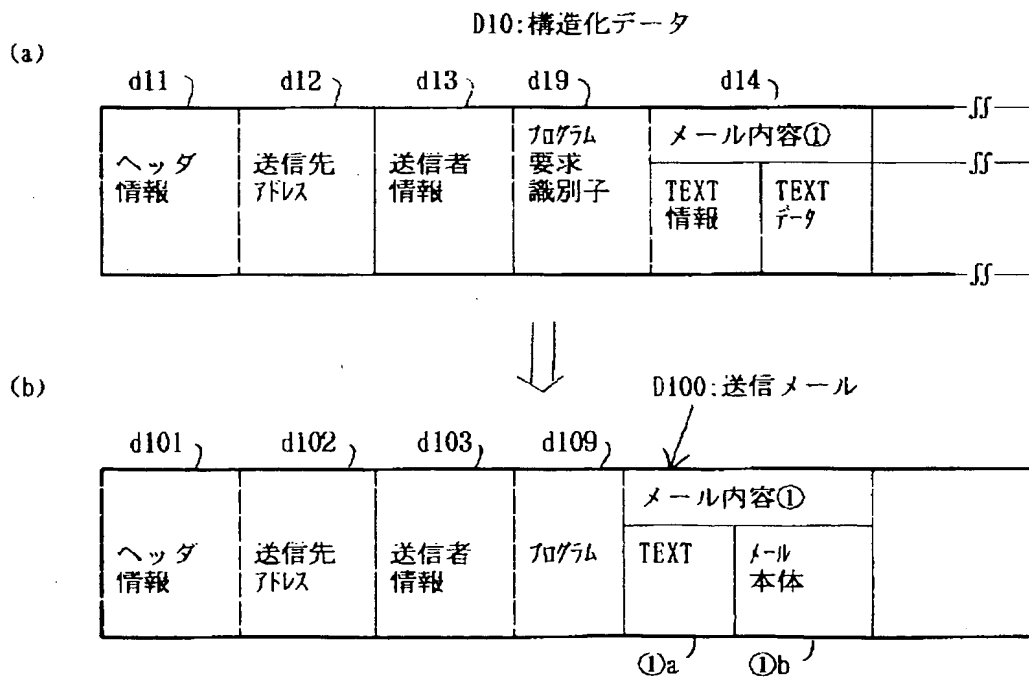 D10:構造化データ
(a)
d11 d12 d13 d19 d14
ヘッダ
情報
送信先
アドレス
送信者
情報
プログラム
要求
識別子
メール内容①
TEXT
情報
TEXT
データ
(b)
D100:送信メール
d101 d102 d103 d109
ヘッダ
情報
送信先
アドレス
送信者
情報
プログラム
メール内容①
TEXT
メール
本体
①a ①b